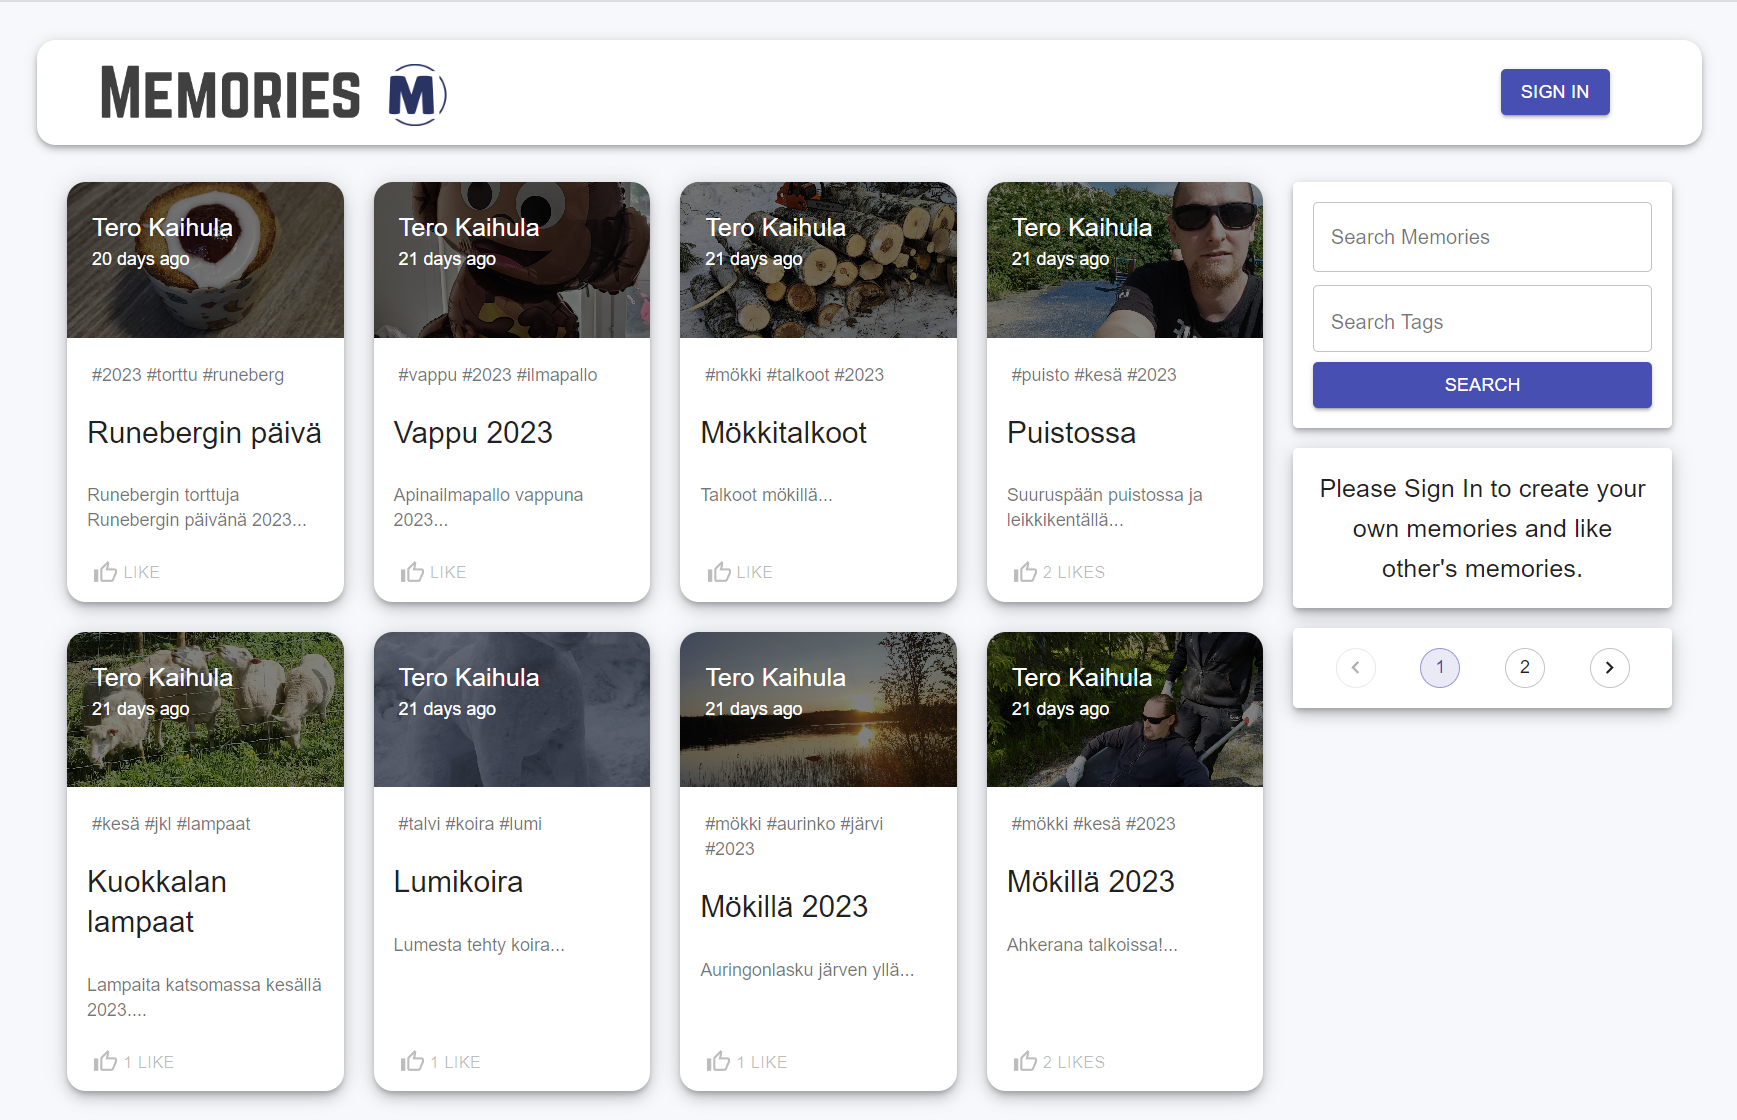 Memories M
SIGN IN
Tero Kaihula
20 days ago
#2023 #torttu #runeberg
Runebergin päivä
Runebergin torttuja
Runebergin päivänä 2023...
LIKE
Tero Kaihula
21 days ago
#vappu #2023 #ilmapallo
Vappu 2023
Apinailmapallo vappuna
2023...
LIKE
Tero Kaihula
21 days ago
#mökki #talkoot #2023
Mökkitalkoot
Talkoot mökillä...
LIKE
Tero Kaihula
21 days ago
#puisto #kesä #2023
Puistossa
Suuruspään puistossa ja
leikkikentällä...
2 LIKES
Search Memories
Search Tags
SEARCH
Please Sign In to create your
own memories and like
other's memories.
1 2
Tero Kaihula
21 days ago
#kesä #jkl #lampaat
Kuokkalan
lampaat
Lampaita katsomassa kesällä
2023....
1 LIKE
Tero Kaihula
21 days ago
#talvi #koira #lumi
Lumikoira
Lumesta tehty koira...
1 LIKE
Tero Kaihula
21 days ago
#mökki #aurinko #järvi
#2023
Mökillä 2023
Auringonlasku järven yllä...
1 LIKE
Tero Kaihula
21 days ago
#mökki #kesä #2023
Mökillä 2023
Ahkerana talkoissa!...
2 LIKES